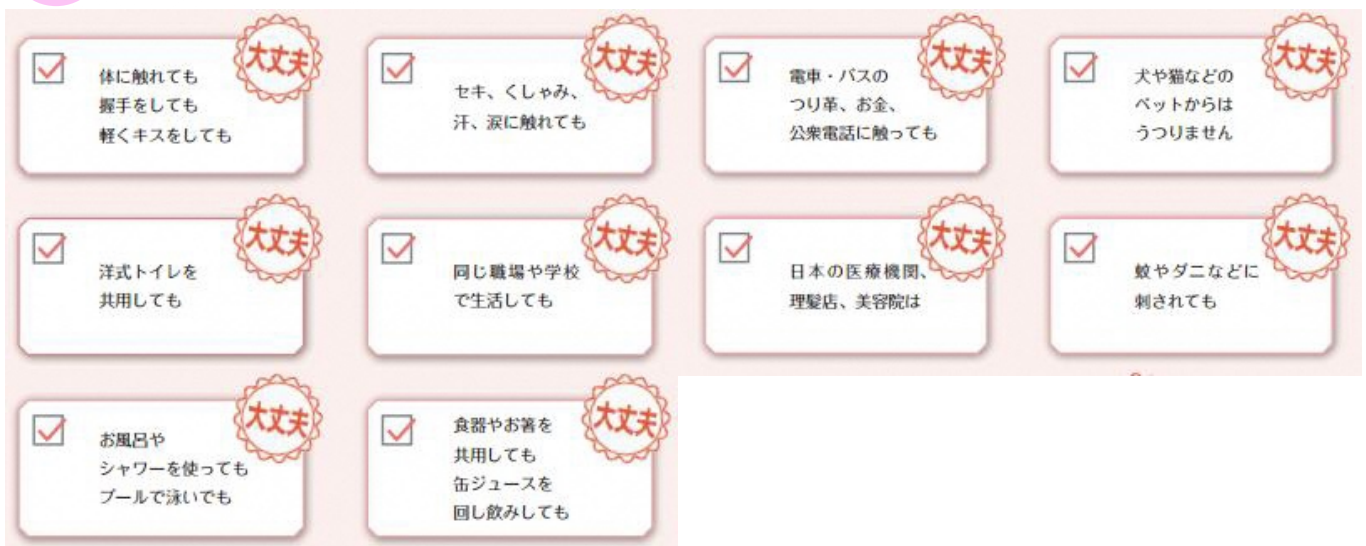 大丈夫
体に触れても
握手をしても
軽くキスをしても
大丈夫
セキ、くしゃみ、
汗、涙に触れても
大丈夫
電車・バスの
つり革、お金、
公衆電話に触っても
大丈夫
犬や猫などの
ペットからは
うつりません
大丈夫
洋式トイレを
共用しても
大丈夫
同じ職場や学校
で生活しても
大丈夫
日本の医療機関、
理髪店、美容院は
大丈夫
蚊やダニなどに
刺されても
大丈夫
お風呂や
シャワーを使っても
プールで泳いでも
大丈夫
食器やお箸を
共用しても
缶ジュースを
回し飲みしても